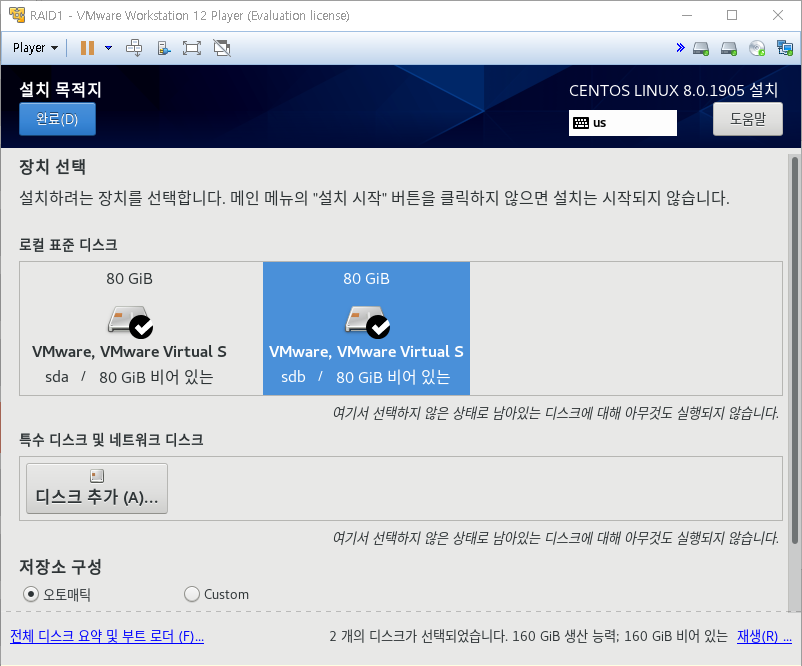 RAID1 - VMware Workstation 12 Player (Evaluation license)
Player
설치 목적지
CENTOS LINUX 8.0.1905 설치
완료(D)
us
도움말
장치 선택
설치하려는 장치를 선택합니다. 메인 메뉴의 "설치 시작" 버튼을 클릭하지 않으면 설치는 시작되지 않습니다.
로컬 표준 디스크
80 GiB
VMware, VMware Virtual S
sda / 80 GiB 비어 있는
80 GiB
VMware, VMware Virtual S
sdb / 80 GiB 비어 있는
여기서 선택하지 않은 상태로 남아있는 디스크에 대해 아무것도 실행되지 않습니다.
특수 디스크 및 네트워크 디스크
디스크 추가 (A)...
여기서 선택하지 않은 상태로 남아있는 디스크에 대해 아무것도 실행되지 않습니다.
저장소 구성
오토매틱
Custom
전체 디스크 요약 및 부트 로더 (F)...
2 개의 디스크가 선택되었습니다. 160 GiB 생산 능력; 160 GiB 비어 있는
재생(R) ...